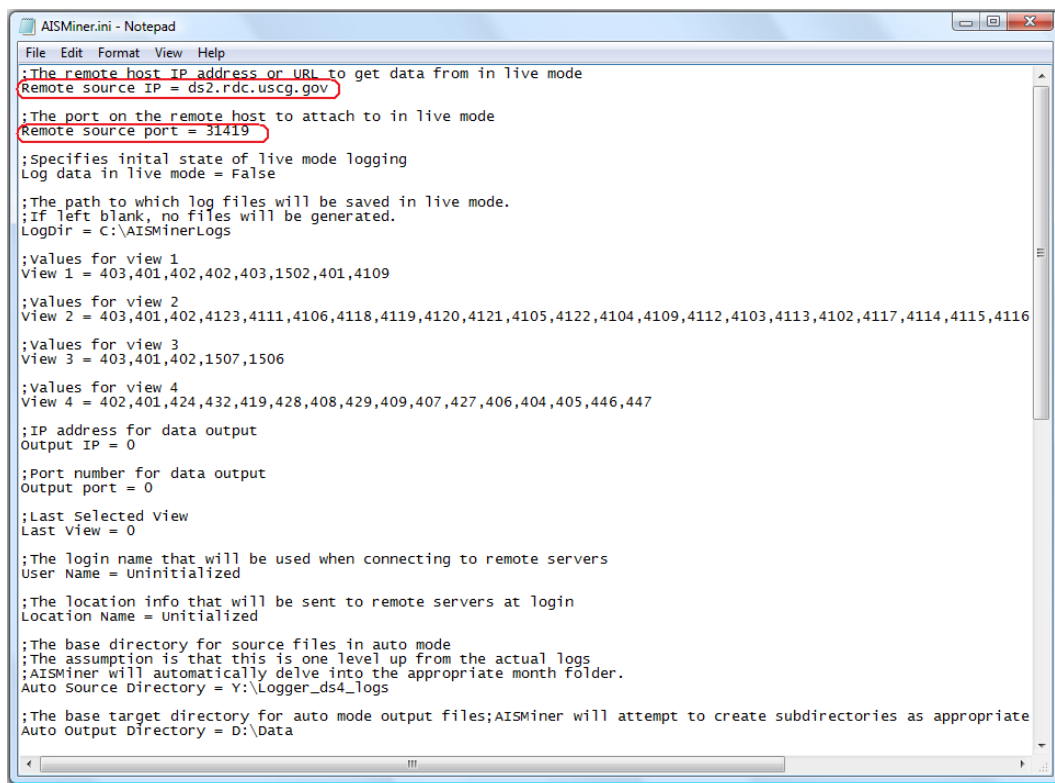 AISMiner.ini - Notepad
File Edit Format View Help
;The remote host IP address or URL to get data from in live mode
Remote source IP = ds2.rdc.uscg.gov
;The port on the remote host to attach to in live mode
Remote source port = 31419
;Specifies inital state of live mode logging
Log data in live mode = False
;The path to which log files will be saved in live mode.
;If left blank, no files will be generated.
LogDir = C:\AISMinerLogs
;Values for view 1
View 1 = 403,401,402,402,403,1502,401,4109
;Values for view 2
View 2 = 403,401,402,4123,4111,4106,4118,4119,4120,4121,4105,4122,4104,4109,4112,4103,4113,4102,4117,4114,4115,4116
;Values for view 3
View 3 = 403,401,402,1507,1506
;Values for view 4
View 4 = 402,401,424,432,419,428,408,429,409,407,427,406,404,405,446,447
;IP address for data output
Output IP = 0
;Port number for data output
Output port = 0
;Last Selected View
Last View = 0
;The login name that will be used when connecting to remote servers
User Name = Uninitialized
;The location info that will be sent to remote servers at login
Location Name = Unitialized
;The base directory for source files in auto mode
;The assumption is that this is one level up from the actual logs
;AISMiner will automatically delve into the appropriate month folder.
Auto Source Directory = Y:\Logger_ds4_logs
;The base target directory for auto mode output files;AISMiner will attempt to create subdirectories as appropriate
Auto Output Directory = D:\Data